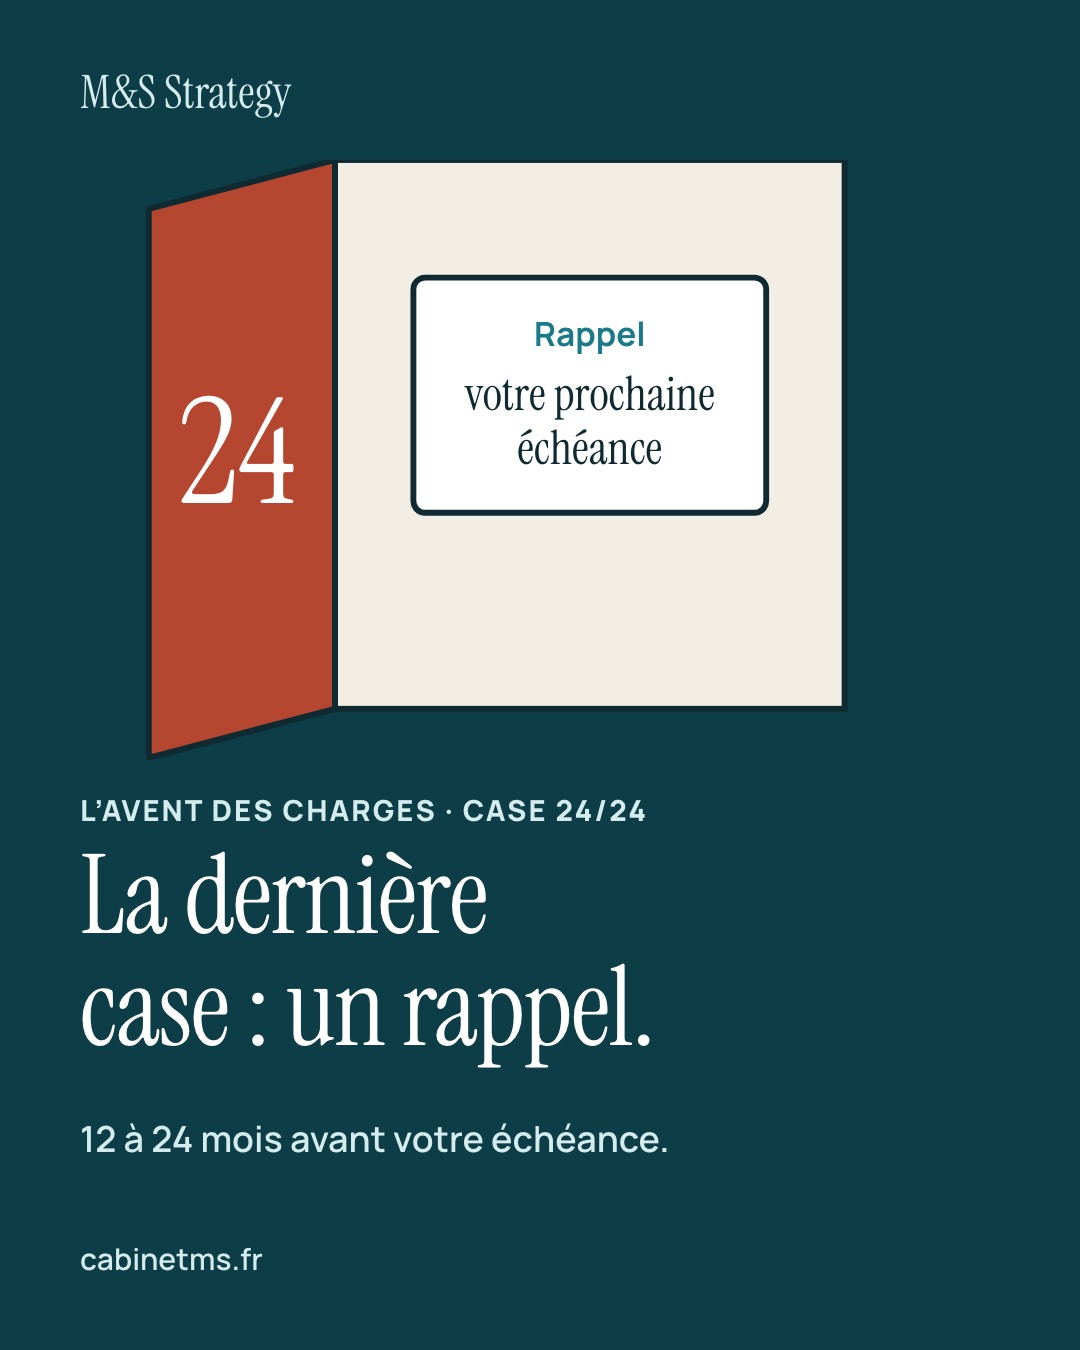 M&S Strategy
24
Rappel
votre prochaine
échéance
L’AVENT DES CHARGES · CASE 24/24
La dernière
case : un rappel.
12 à 24 mois avant votre échéance.
cabinetms.fr